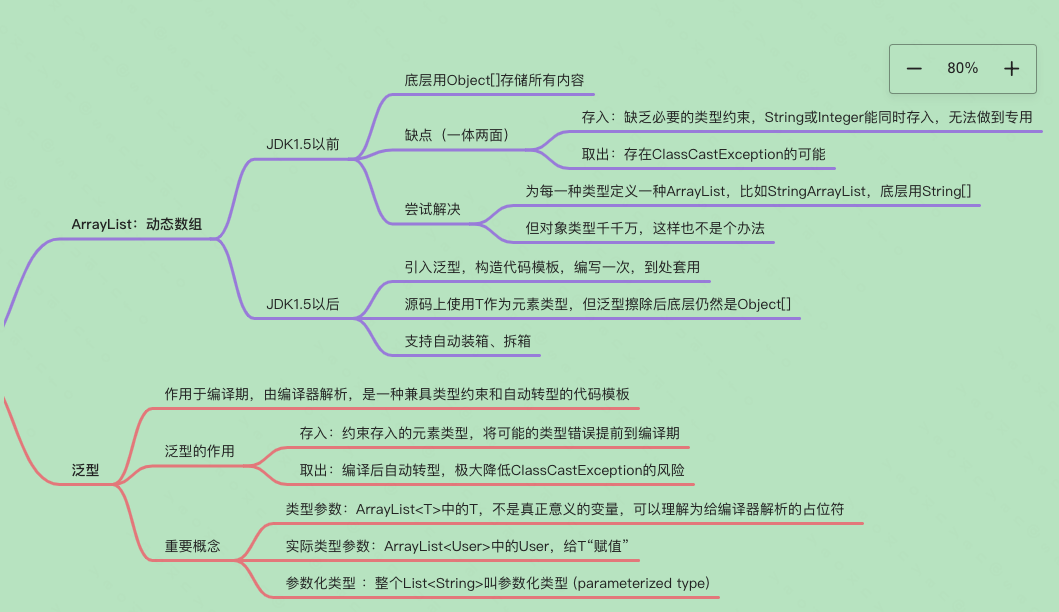 80%
底层用Object[]存储所有内容
存入：缺乏必要的类型约束，String或Integer能同时存入，无法做到专用
缺点（一体两面）
JDK1.5以前
取出：存在ClassCastException的可能
为每一种类型定义一种ArrayList，比如StringArrayList，底层用String[]
尝试解决
但对象类型千千万，这样也不是个办法
ArrayList：动态数组
引入泛型，构造代码模板，编写一次，到处套用
JDK1.5以后
源码上使用T作为元素类型，但泛型擦除后底层仍然是Object[]
支持自动装箱、拆箱
作用于编译期，由编译器解析，是一种兼具类型约束和自动转型的代码模板
存入：约束存入的元素类型，将可能的类型错误提前到编译期
泛型的作用
泛型
取出：编译后自动转型，极大降低ClassCastException的风险
类型参数：ArrayList<T>中的T，不是真正意义的变量，可以理解为给编译器解析的占位符
重要概念
实际类型参数：ArrayList<User>中的User，给T“赋值”
参数化类型 ：整个List<String>叫参数化类型 (parameterized type)